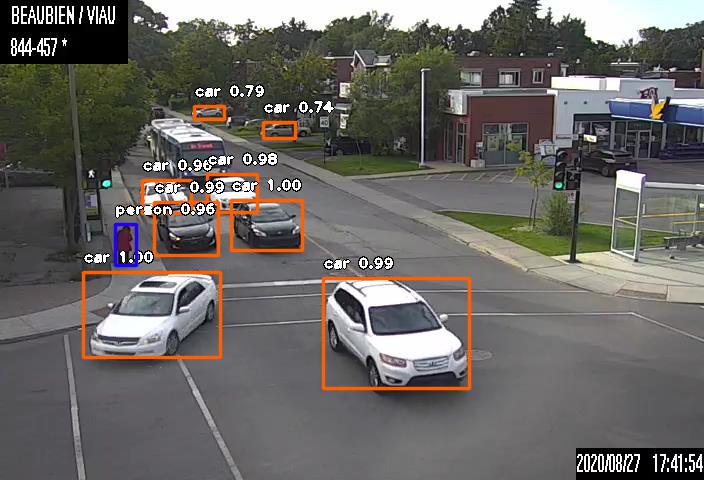 BEAUBIEN / VIAU
844-457 *
car 0.79
car 0.74
car 0.96
car 0.98
car 0.99
car 1.00
person 0.96
car 1.00
car 0.99
40
2020/08/27 17:41:54